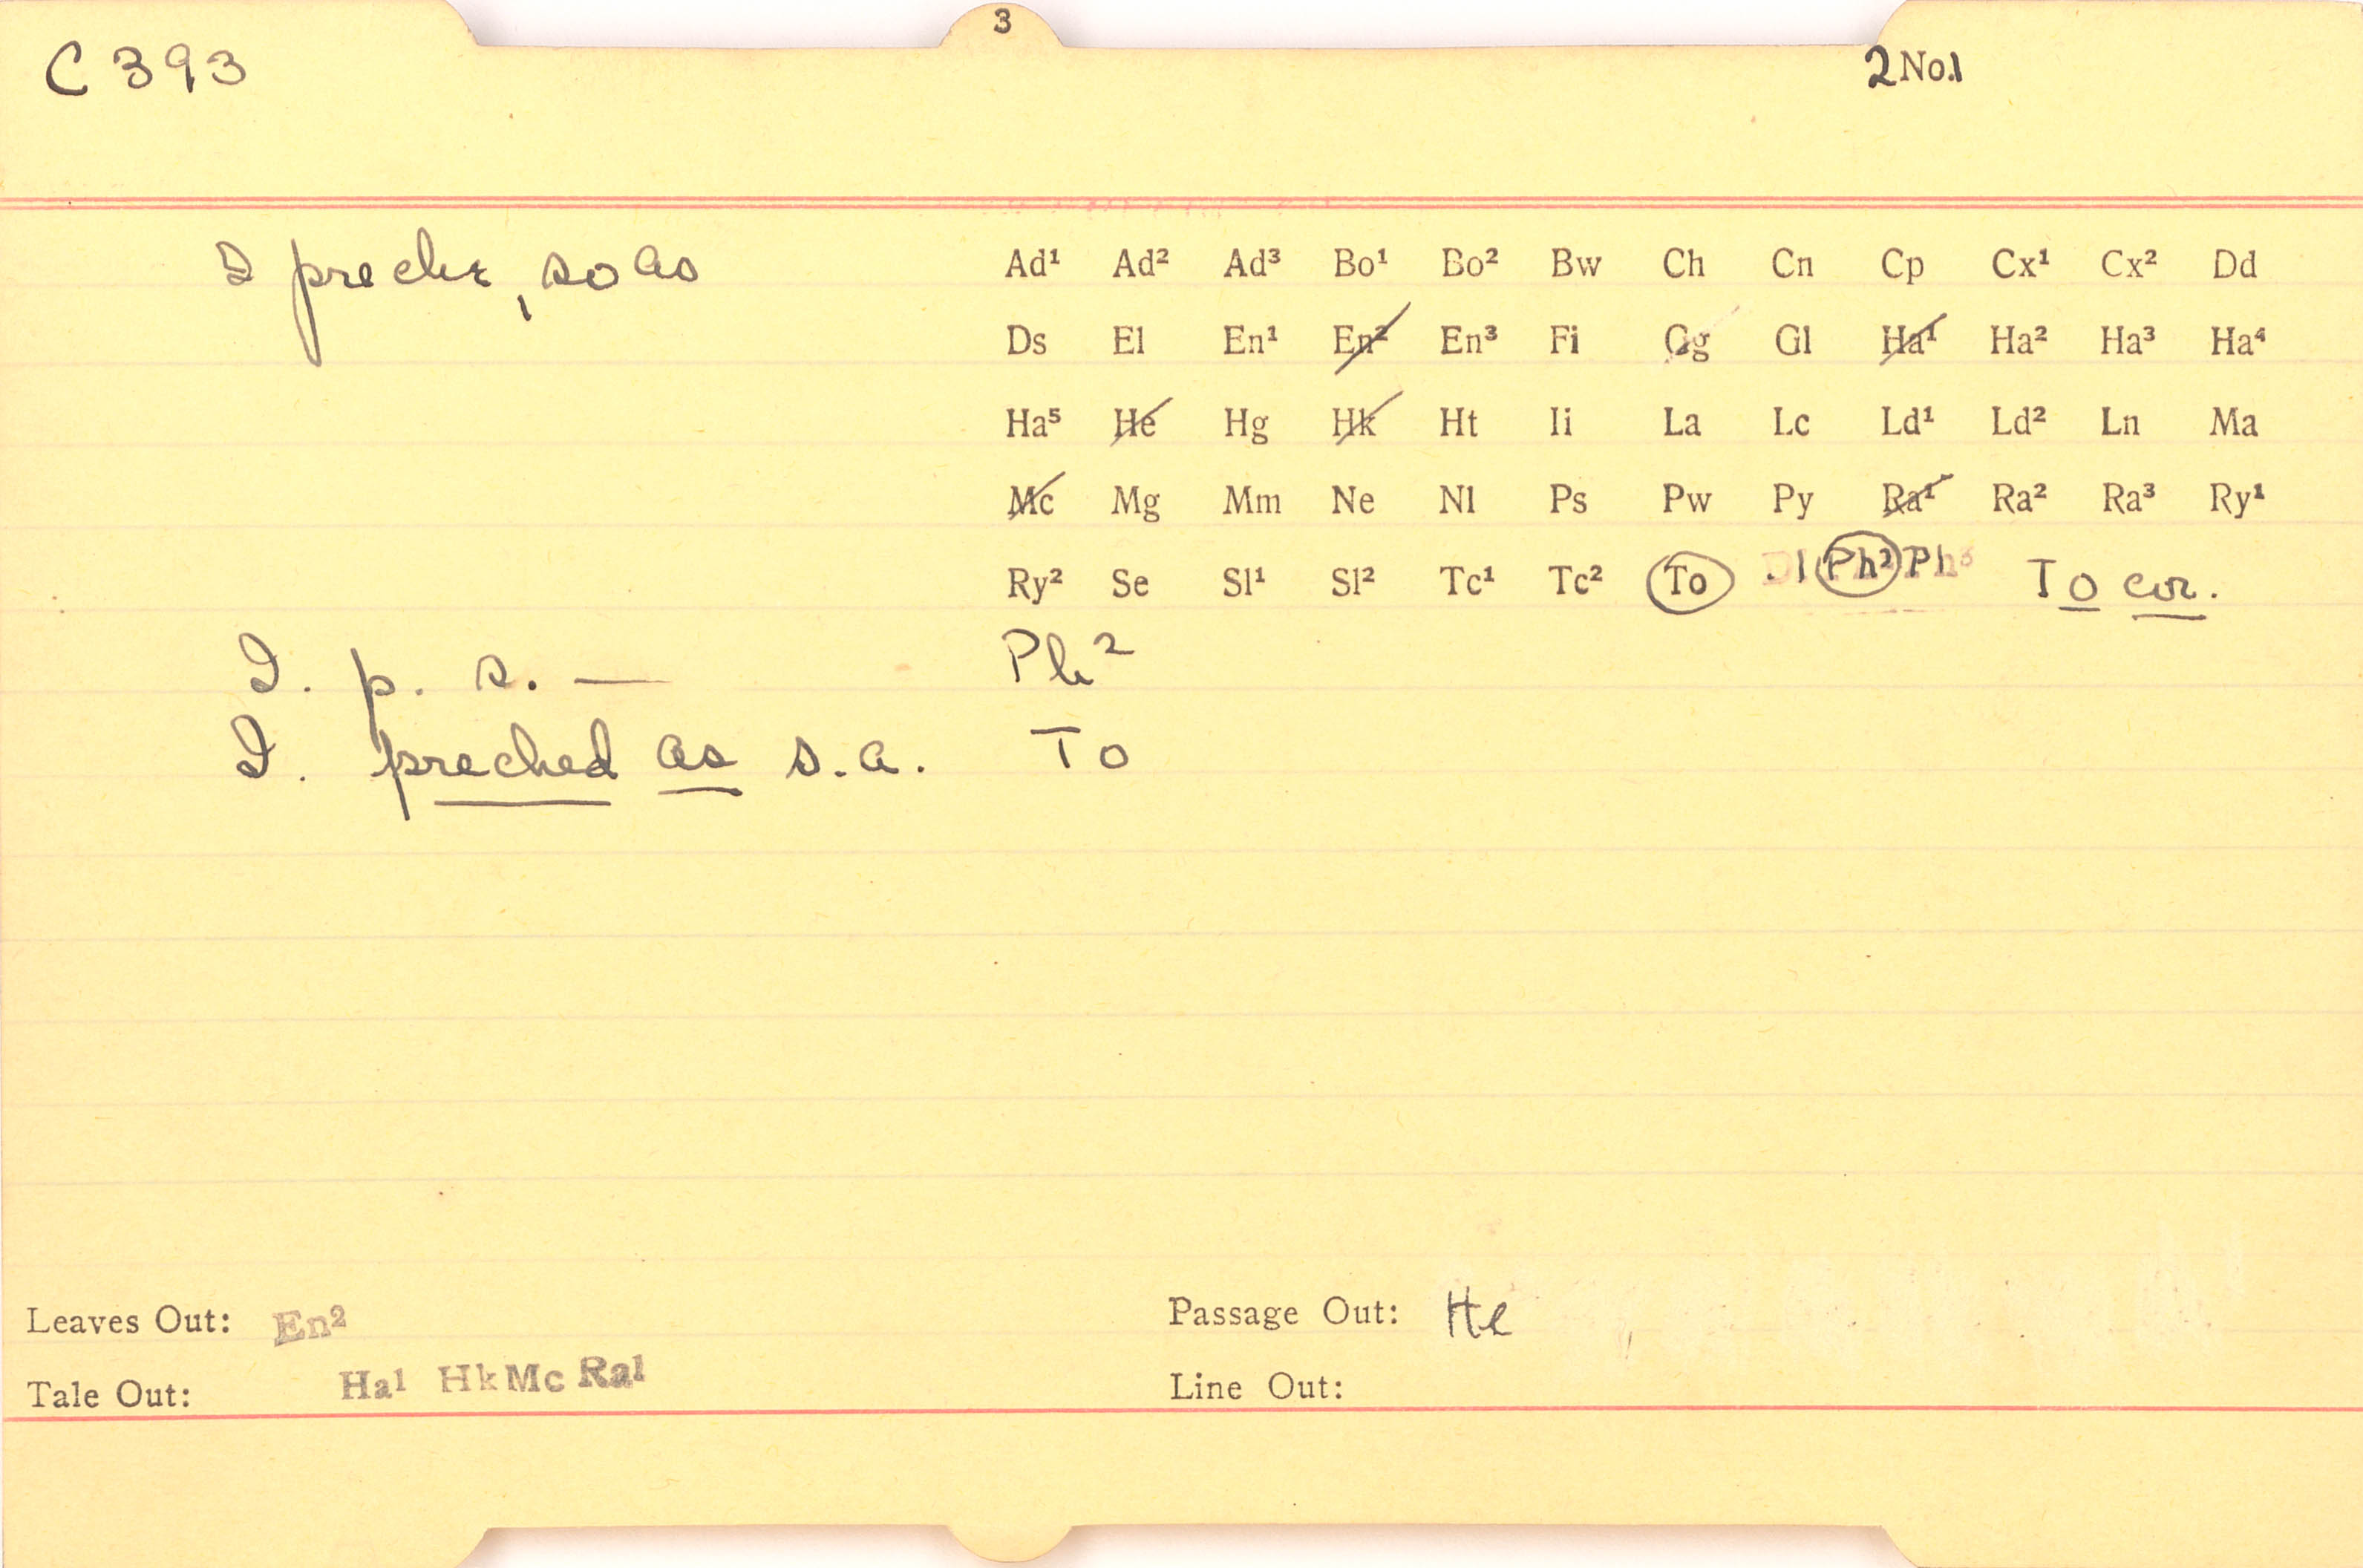 3
C 393 2No.1
I preche, so as Ad¹ Ad² Ad³ Bo¹ Bo² Bw Ch Cn Cp Cx¹ Cx² Dd
Ds El En¹ En² En³ Fi Gg Gl Ha¹ Ha² Ha³ Ha⁴
Ha⁵ He Hg Hk Ht Ii La Lc Ld¹ Ld² Ln Ma
Mc Mg Mm Ne Nl Ps Pw Py Ra¹ Ra² Ra³ Ry¹
Ry² Se Sl¹ Sl² Tc¹ Tc² To Dl Ph² Ph³ To cor.
I. p. s. — Ph²
I. preched as s.a. To
Leaves Out: En² Passage Out: He
Tale Out: Ha¹ Hk Mc Ra¹ Line Out: